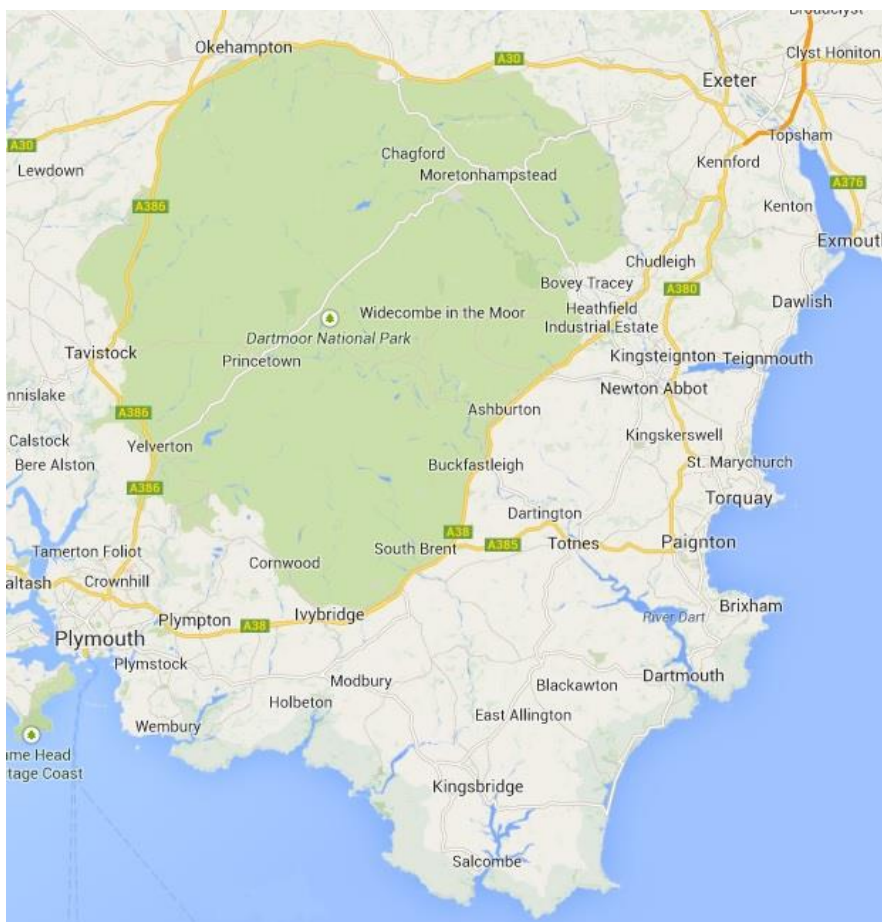 Broadclyst
Okehampton
A30
Clyst Honiton
Exeter
A30
Topsham
Chagford
Kennford
Lewdown
Moretonhampstead
A376
A386
Kenton
Exmouth
Chudleigh
Bovey Tracey
A380
Dawlish
Widecombe in the Moor
Heathfield
Industrial Estate
Dartmoor National Park
Tavistock
Princetown
Kingsteignton
Teignmouth
nnislake
Newton Abbot
A386
Ashburton
Calstock
Yelverton
Kingskerswell
Bere Alston
Buckfastleigh
St. Marychurch
A386
Torquay
Dartington
A38
Tamerton Foliot
South Brent
A385
Totnes
Paignton
Cornwood
altash
Crownhill
Brixham
Plympton
Ivybridge
River Dart
A38
Plymouth
Plymstock
Dartmouth
Modbury
Blackawton
Holbeton
East Allington
Wembury
ame Head
tage Coast
Kingsbridge
Salcombe